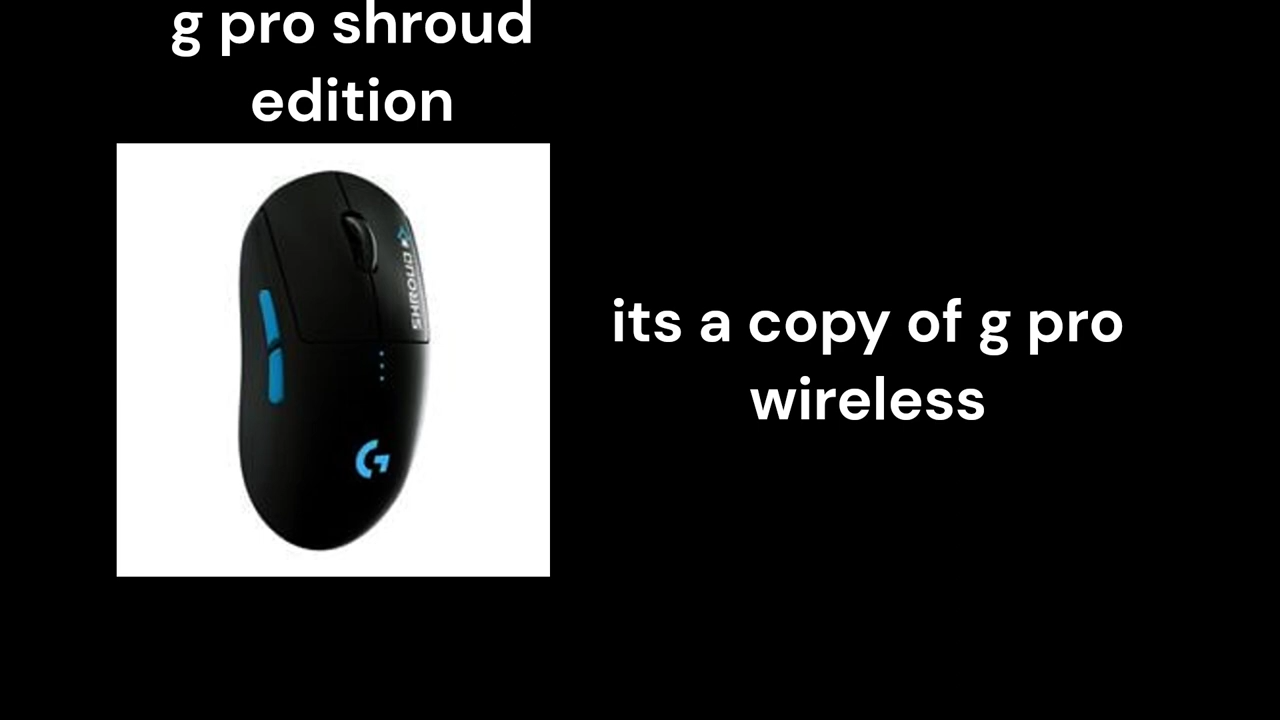 g pro shroud
edition
SHROUD
its a copy of g pro
wireless